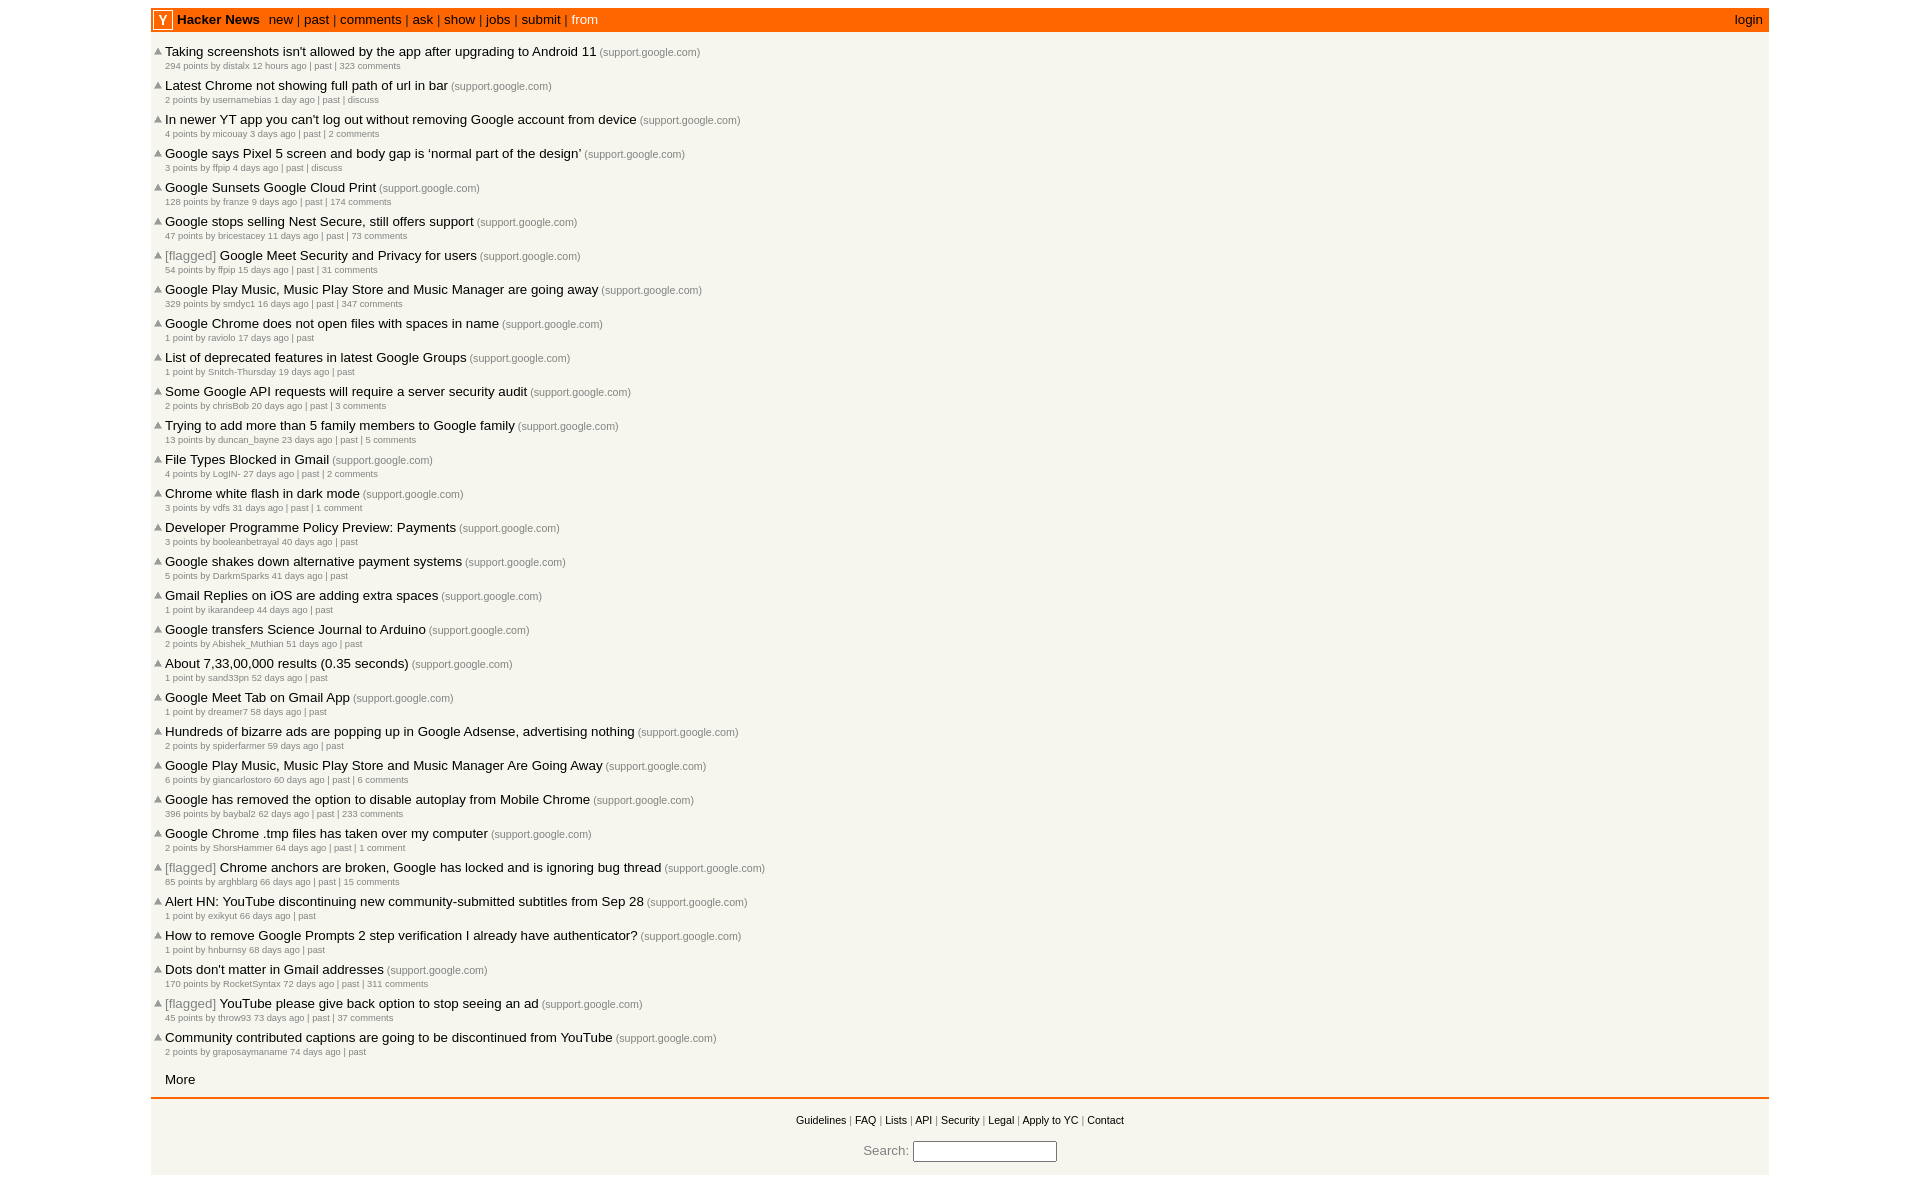 Y Hacker News new | past | comments | ask | show | jobs | submit | from login
Taking screenshots isn't allowed by the app after upgrading to Android 11 (support.google.com)
294 points by distalx 12 hours ago | past | 323 comments
Latest Chrome not showing full path of url in bar (support.google.com)
2 points by usernamebias 1 day ago | past | discuss
In newer YT app you can't log out without removing Google account from device (support.google.com)
4 points by micouay 3 days ago | past | 2 comments
Google says Pixel 5 screen and body gap is ‘normal part of the design’ (support.google.com)
3 points by ffpip 4 days ago | past | discuss
Google Sunsets Google Cloud Print (support.google.com)
128 points by franze 9 days ago | past | 174 comments
Google stops selling Nest Secure, still offers support (support.google.com)
47 points by bricestacey 11 days ago | past | 73 comments
[flagged] Google Meet Security and Privacy for users (support.google.com)
54 points by ffpip 15 days ago | past | 31 comments
Google Play Music, Music Play Store and Music Manager are going away (support.google.com)
329 points by smdyc1 16 days ago | past | 347 comments
Google Chrome does not open files with spaces in name (support.google.com)
1 point by raviolo 17 days ago | past
List of deprecated features in latest Google Groups (support.google.com)
1 point by Snitch-Thursday 19 days ago | past
Some Google API requests will require a server security audit (support.google.com)
2 points by chrisBob 20 days ago | past | 3 comments
Trying to add more than 5 family members to Google family (support.google.com)
13 points by duncan_bayne 23 days ago | past | 5 comments
File Types Blocked in Gmail (support.google.com)
4 points by LogIN- 27 days ago | past | 2 comments
Chrome white flash in dark mode (support.google.com)
3 points by vdfs 31 days ago | past | 1 comment
Developer Programme Policy Preview: Payments (support.google.com)
3 points by booleanbetrayal 40 days ago | past
Google shakes down alternative payment systems (support.google.com)
5 points by DarkmSparks 41 days ago | past
Gmail Replies on iOS are adding extra spaces (support.google.com)
1 point by ikarandeep 44 days ago | past
Google transfers Science Journal to Arduino (support.google.com)
2 points by Abishek_Muthian 51 days ago | past
About 7,33,00,000 results (0.35 seconds) (support.google.com)
1 point by sand33pn 52 days ago | past
Google Meet Tab on Gmail App (support.google.com)
1 point by dreamer7 58 days ago | past
Hundreds of bizarre ads are popping up in Google Adsense, advertising nothing (support.google.com)
2 points by spiderfarmer 59 days ago | past
Google Play Music, Music Play Store and Music Manager Are Going Away (support.google.com)
6 points by giancarlostoro 60 days ago | past | 6 comments
Google has removed the option to disable autoplay from Mobile Chrome (support.google.com)
396 points by baybal2 62 days ago | past | 233 comments
Google Chrome .tmp files has taken over my computer (support.google.com)
2 points by ShorsHammer 64 days ago | past | 1 comment
[flagged] Chrome anchors are broken, Google has locked and is ignoring bug thread (support.google.com)
85 points by arghblarg 66 days ago | past | 15 comments
Alert HN: YouTube discontinuing new community-submitted subtitles from Sep 28 (support.google.com)
1 point by exikyut 66 days ago | past
How to remove Google Prompts 2 step verification I already have authenticator? (support.google.com)
1 point by hnburnsy 68 days ago | past
Dots don't matter in Gmail addresses (support.google.com)
170 points by RocketSyntax 72 days ago | past | 311 comments
[flagged] YouTube please give back option to stop seeing an ad (support.google.com)
45 points by throw93 73 days ago | past | 37 comments
Community contributed captions are going to be discontinued from YouTube (support.google.com)
2 points by graposaymaname 74 days ago | past
More
Guidelines | FAQ | Lists | API | Security | Legal | Apply to YC | Contact
Search: